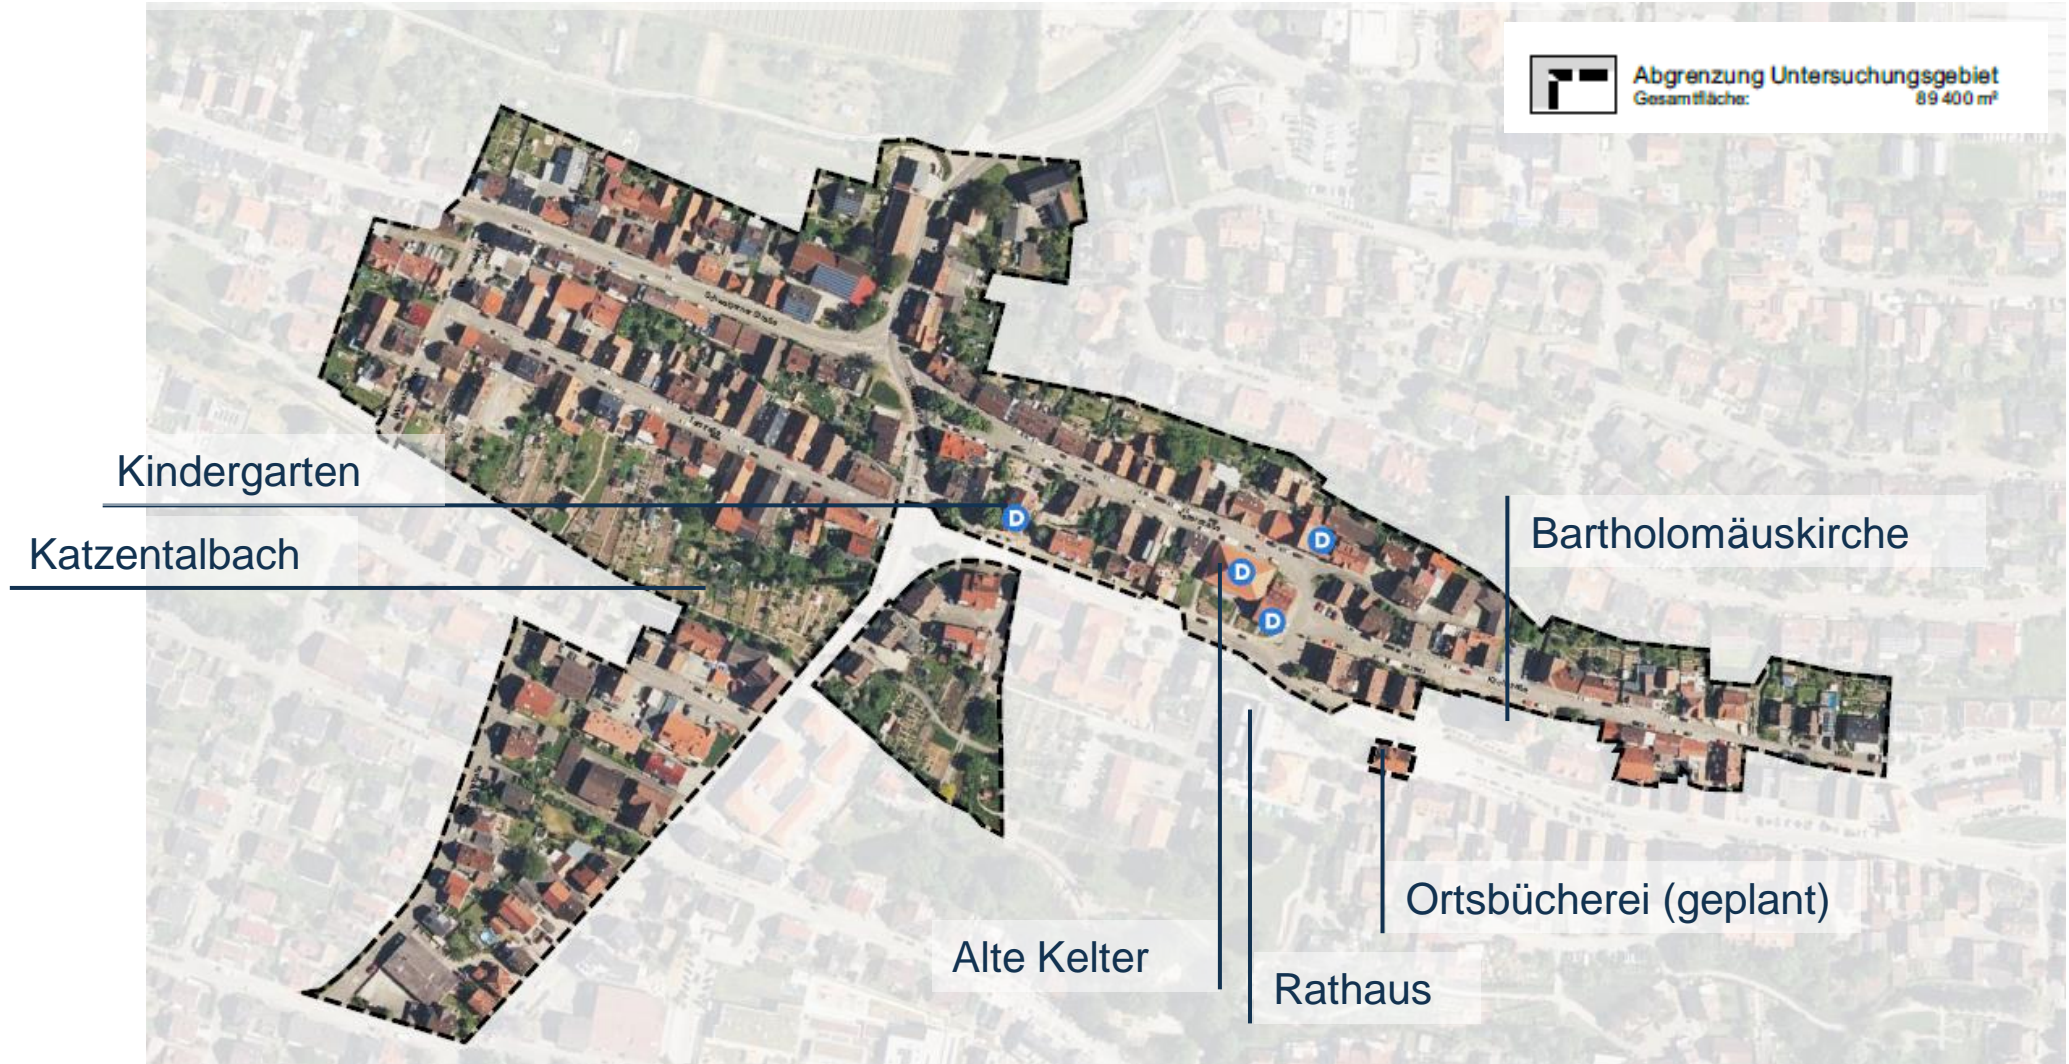 Abgrenzung Untersuchungsgebiet
Gesamtfläche: 89 400 m²
Kindergarten
Katzentalbach
Bartholomäuskirche
D
D
D
D
Ortsbücherei (geplant)
Alte Kelter
Rathaus